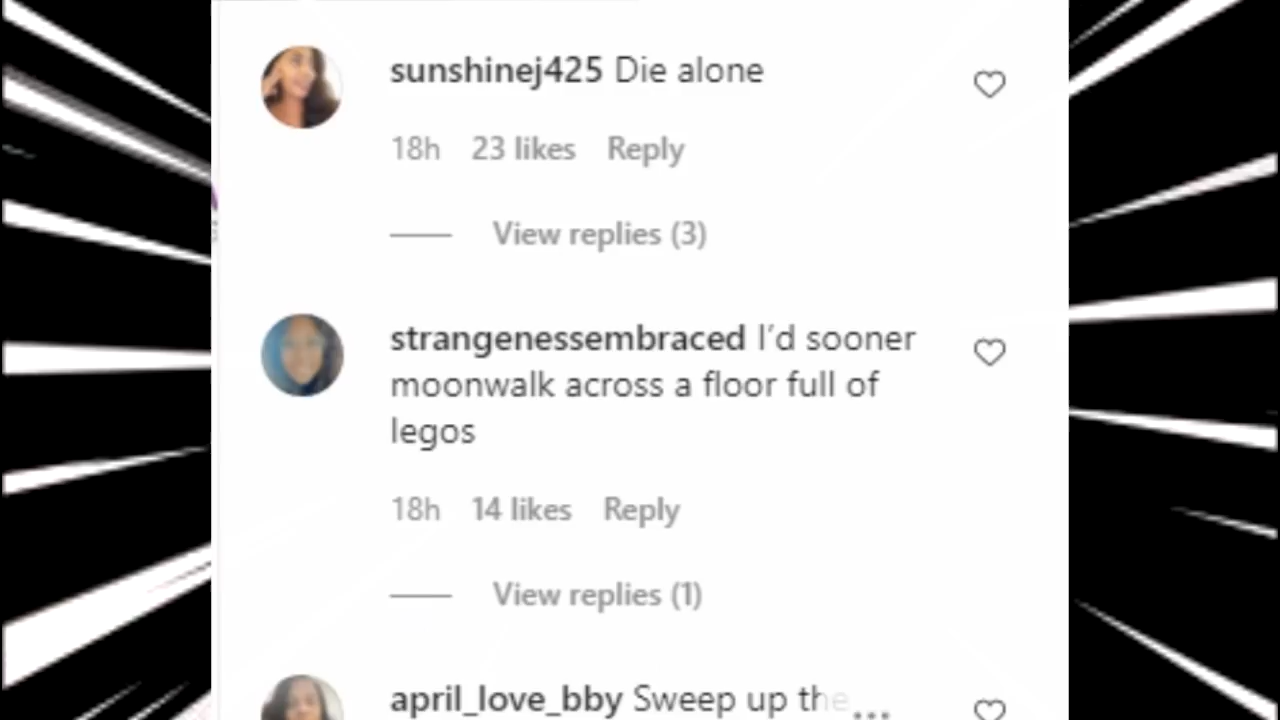 sunshinej425 Die alone
18h 23 likes Reply
View replies (3)
strangenessembraced I’d sooner
moonwalk across a floor full of
legos
18h 14 likes Reply
View replies (1)
april_love_bby Sweep up the...